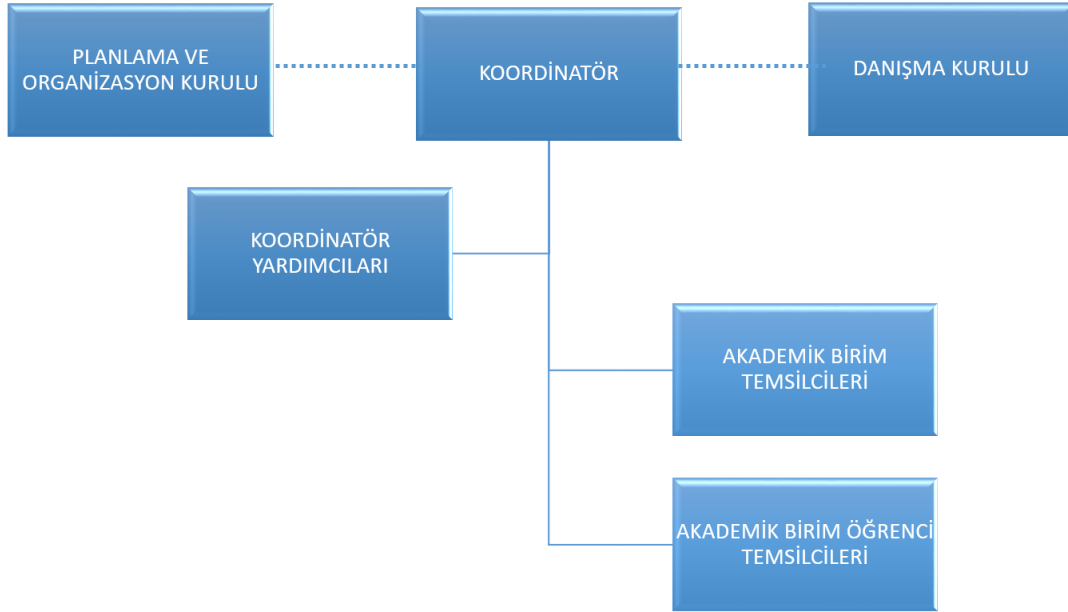 PLANLAMA VE
ORGANİZASYON KURULU
KOORDİNATÖR
DANIŞMA KURULU
KOORDİNATÖR
YARDIMCILARI
AKADEMİK BİRİM
TEMSİLCİLERİ
AKADEMİK BİRİM ÖĞRENCİ
TEMSİLCİLERİ